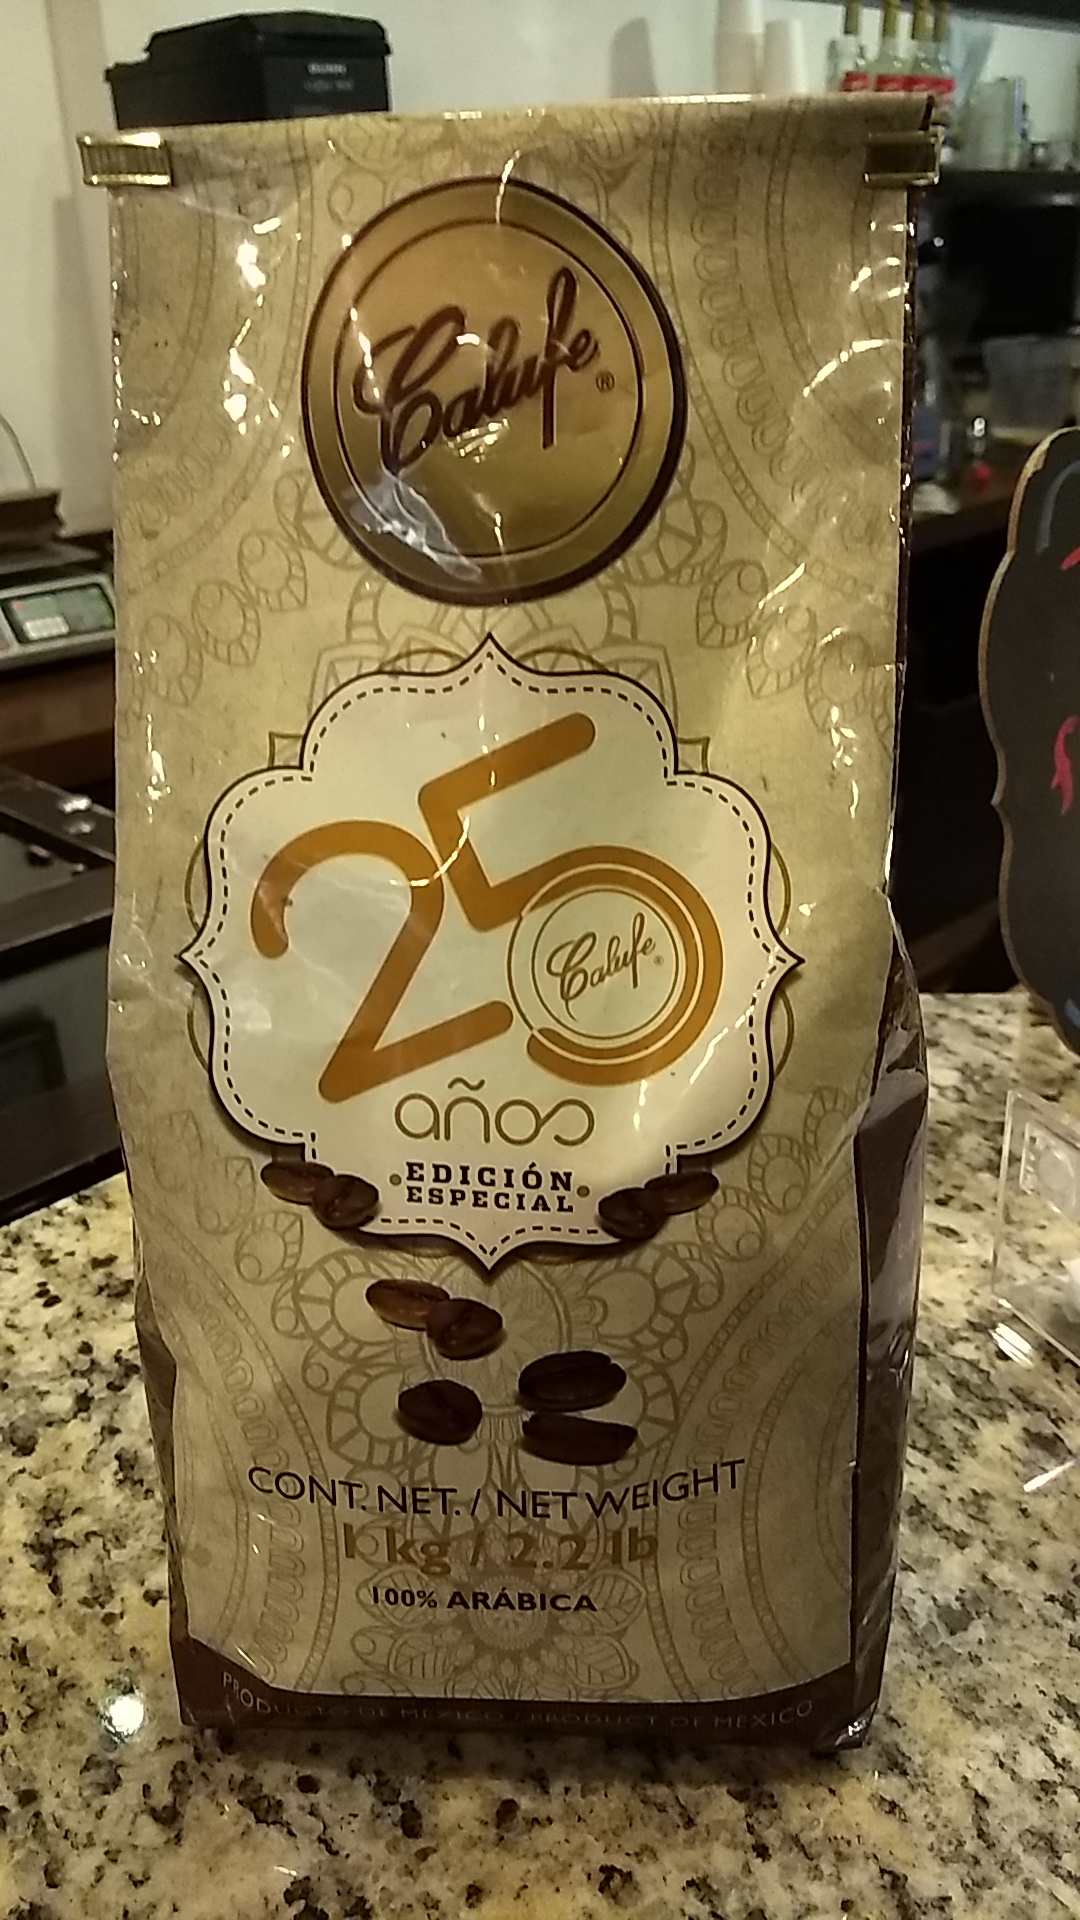 Calufe®
25
Calufe®
años
EDICIÓN
ESPECIAL
CONT. NET. / NET WEIGHT
1 kg / 2.2 lb
100% ARÁBICA
PRODUCTO DE MÉXICO / PRODUCT OF MEXICO